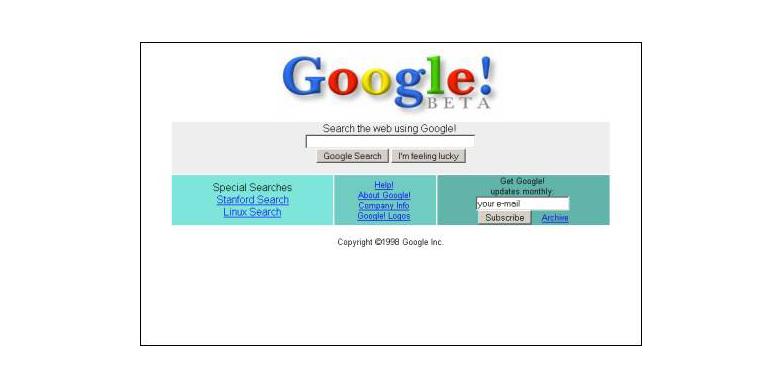 Google!
BETA
Search the web using Google!
Google Search
I'm feeling lucky
Special Searches
Stanford Search
Linux Search
Help!
About Google!
Company Info
Google! Logos
Get Google!
updates monthly:
your e-mail
Subscribe Archive
Copyright ©1998 Google Inc.